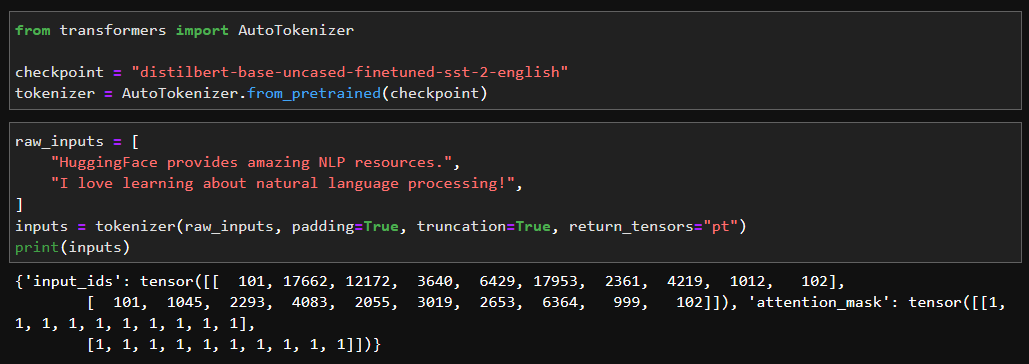 from transformers import AutoTokenizer
checkpoint = "distilbert-base-uncased-finetuned-sst-2-english"
tokenizer = AutoTokenizer.from_pretrained(checkpoint)
raw_inputs = [
    "HuggingFace provides amazing NLP resources.",
    "I love learning about natural language processing!",
]
inputs = tokenizer(raw_inputs, padding=True, truncation=True, return_tensors="pt")
print(inputs)
{'input_ids': tensor([[  101, 17662, 12172,  3640,  6429, 17953,  2361,  4219,  1012,   102],
        [  101,  1045,  2293,  4083,  2055,  3019,  2653,  6364,   999,   102]]), 'attention_mask': tensor([[1,
1, 1, 1, 1, 1, 1, 1, 1, 1],
        [1, 1, 1, 1, 1, 1, 1, 1, 1, 1]])}